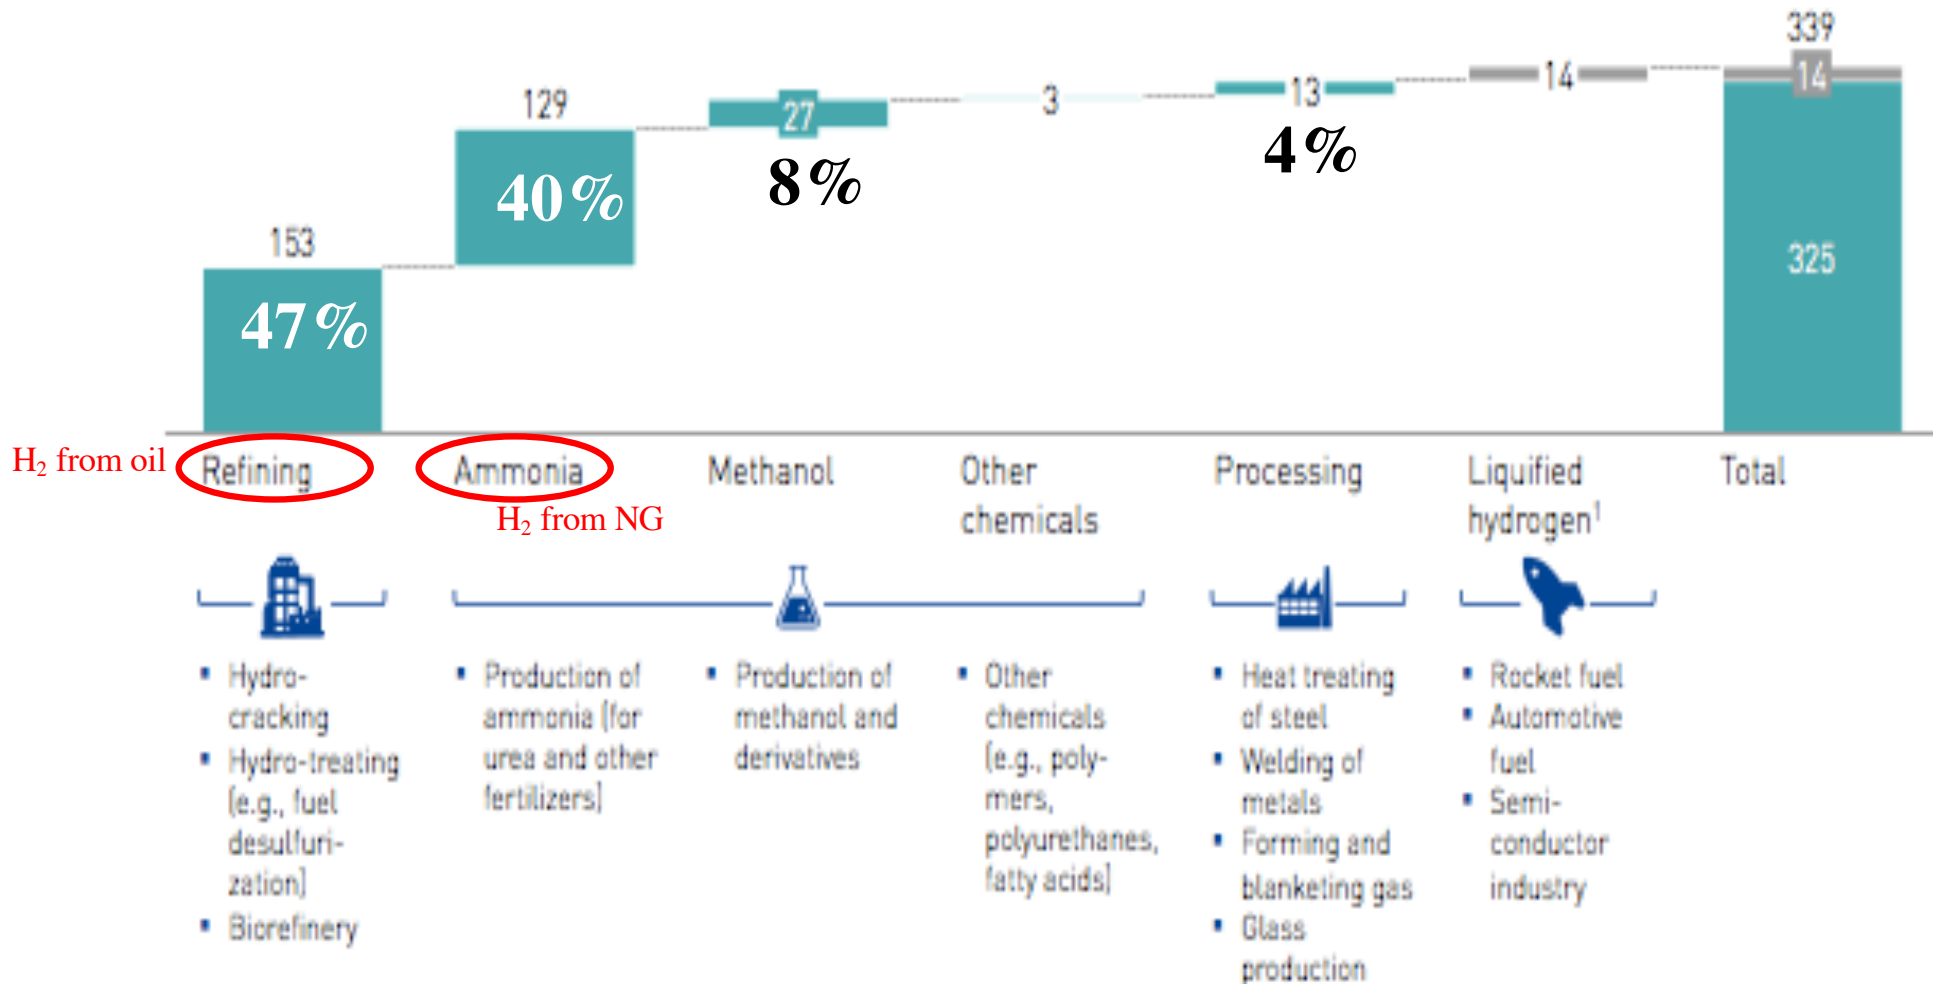 339
14
14
13
3
27
129
4%
8%
40%
153
325
47%
H₂ from oil
Refining
Ammonia
Methanol
Other
chemicals
Processing
Liquified
hydrogen¹
Total
H₂ from NG
▪ Hydro-
cracking
▪ Hydro-treating
(e.g., fuel
desulfuri-
zation)
▪ Biorefinery
▪ Production of
ammonia (for
urea and other
fertilizers)
▪ Production of
methanol and
derivatives
▪ Other
chemicals
(e.g., poly-
mers,
polyurethanes,
fatty acids)
▪ Heat treating
of steel
▪ Welding of
metals
▪ Forming and
blanketing gas
▪ Glass
production
▪ Rocket fuel
▪ Automotive
fuel
▪ Semi-
conductor
industry